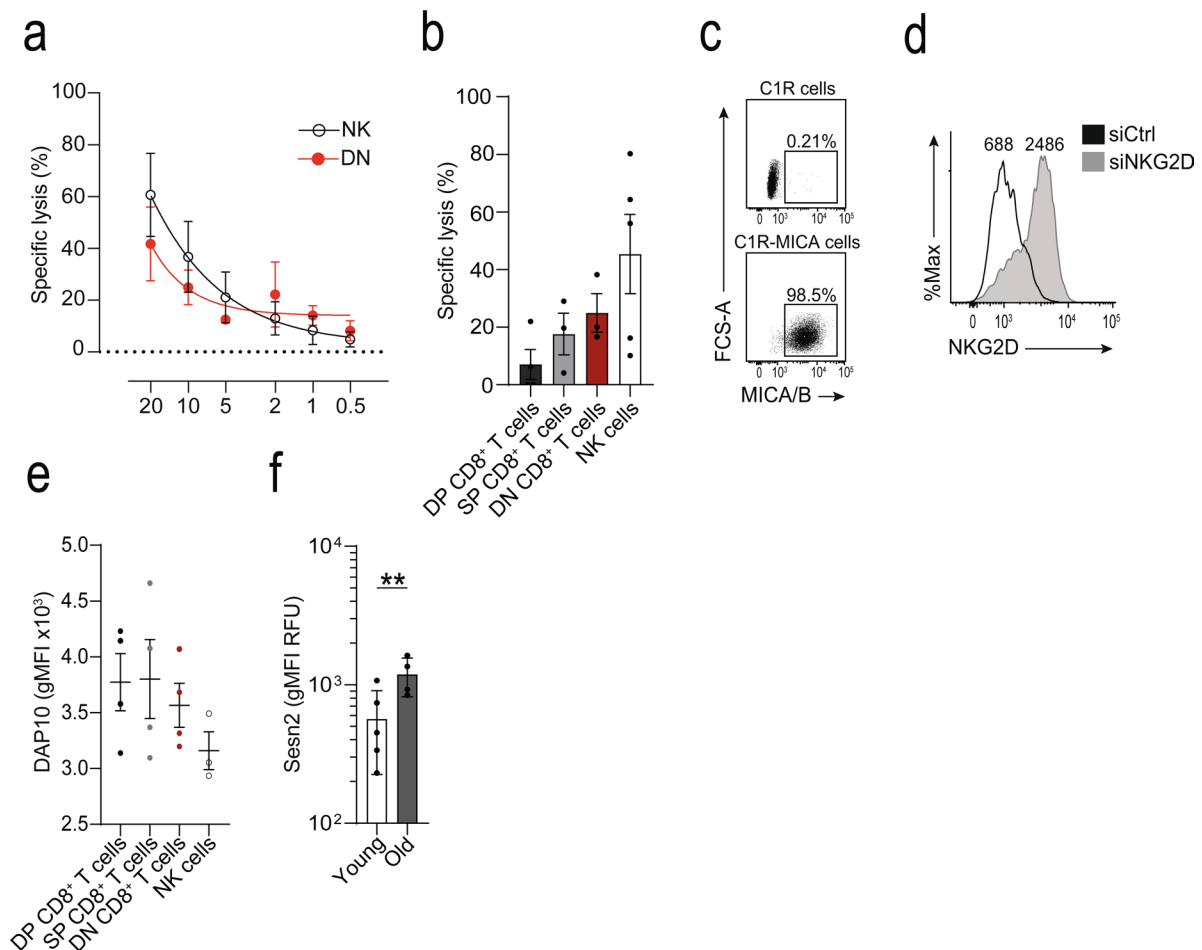 a
Specific lysis (%)
100
80
60
40
20
0
NK
DN
20 10 5 2 1 0.5
b
Specific lysis (%)
100
80
60
40
20
0
DP CD8⁺ T cells
SP CD8⁺ T cells
DN CD8⁺ T cells
NK cells
c
C1R cells
0.21%
0 10³ 10⁴ 10⁵
C1R-MICA cells
98.5%
0 10³ 10⁴ 10⁵
FCS-A
MICA/B
d
688 2486
siCtrl
siNKG2D
%Max
0 10³ 10⁴ 10⁵
NKG2D
e
DAP10 (gMFI x10³)
5.0
4.5
4.0
3.5
3.0
2.5
DP CD8⁺ T cells
SP CD8⁺ T cells
DN CD8⁺ T cells
NK cells
f
Sesn2 (gMFI RFU)
10⁴
10³
10²
**
Young
Old